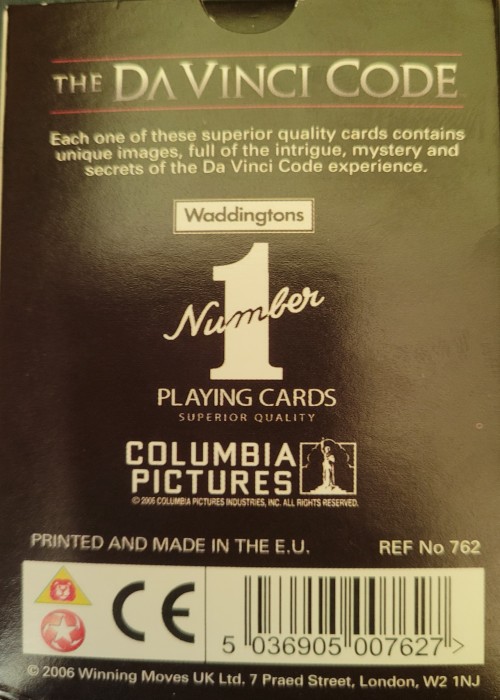 THE DA VINCI CODE
Each one of these superior quality cards contains
unique images, full of the intrigue, mystery and
secrets of the Da Vinci Code experience.
Waddingtons
Number 1
PLAYING CARDS
SUPERIOR QUALITY
COLUMBIA
PICTURES
© 2006 COLUMBIA PICTURES INDUSTRIES, INC. ALL RIGHTS RESERVED.
PRINTED AND MADE IN THE E.U. REF No 762
CE
5 036905 007627 >
© 2006 Winning Moves UK Ltd. 7 Praed Street, London, W2 1NJ